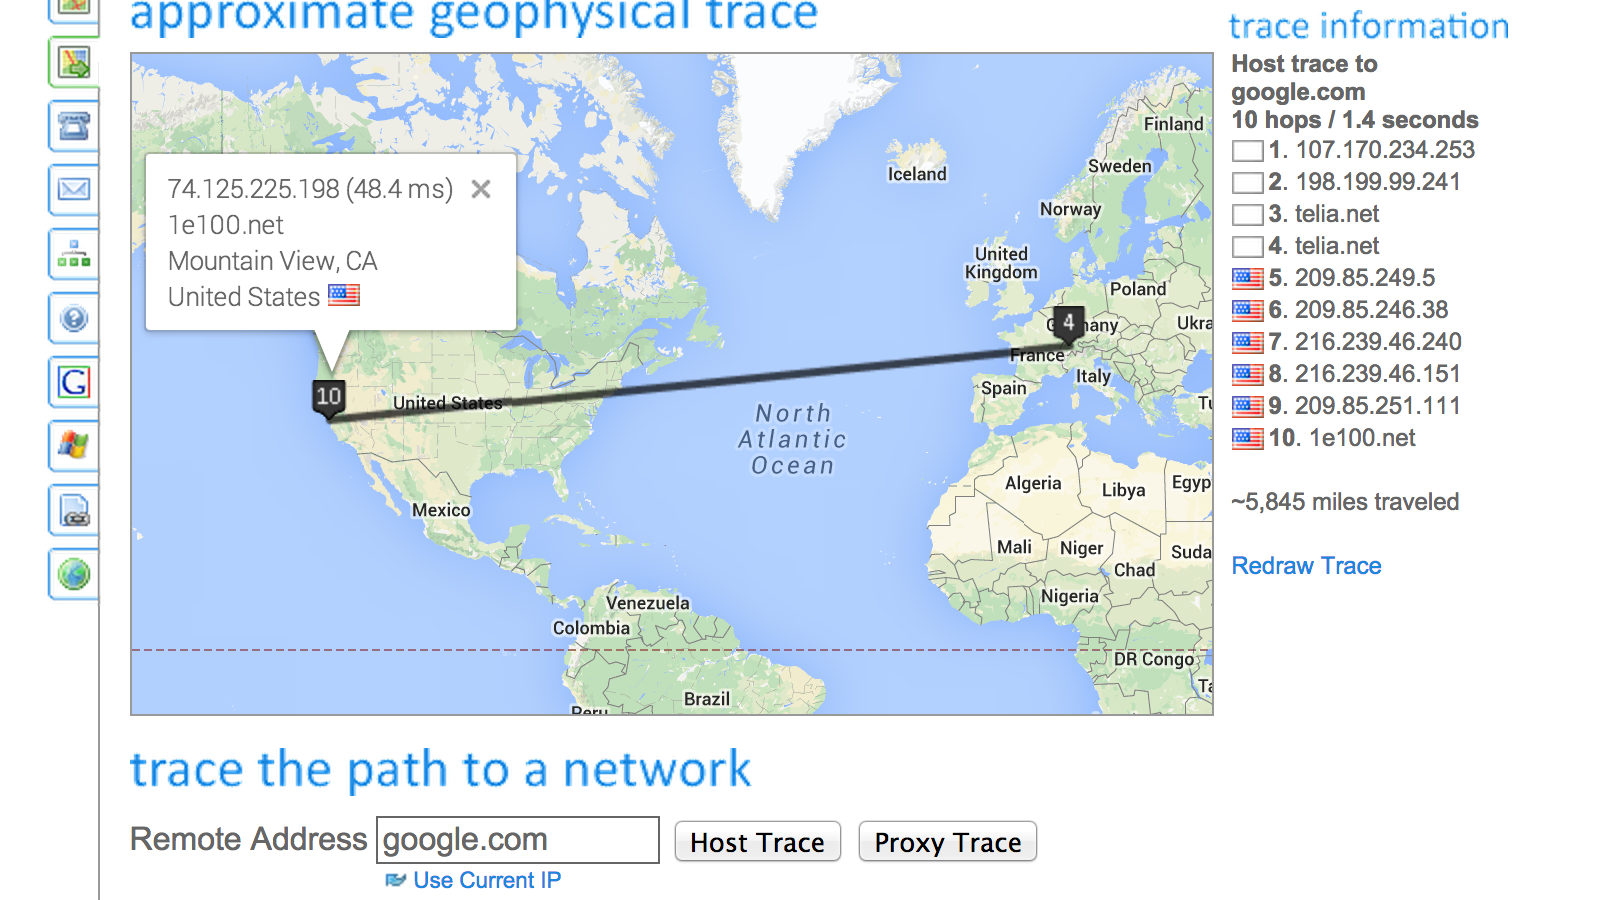 approximate geophysical trace
74.125.225.198 (48.4 ms) ×
1e100.net
Mountain View, CA
United States
10
4
United States
Mexico
Venezuela
Colombia
Brazil
Peru
North
Atlantic
Ocean
Iceland
Finland
Sweden
Norway
United
Kingdom
Poland
Germany
Ukra
France
Spain
Italy
Tu
Algeria
Libya
Egyp
Mali
Niger
Suda
Chad
Nigeria
DR Congo
Ta
trace information
Host trace to
google.com
10 hops / 1.4 seconds
1. 107.170.234.253
2. 198.199.99.241
3. telia.net
4. telia.net
5. 209.85.249.5
6. 209.85.246.38
7. 216.239.46.240
8. 216.239.46.151
9. 209.85.251.111
10. 1e100.net
~5,845 miles traveled
Redraw Trace
G
trace the path to a network
Remote Address google.com Host Trace Proxy Trace
Use Current IP